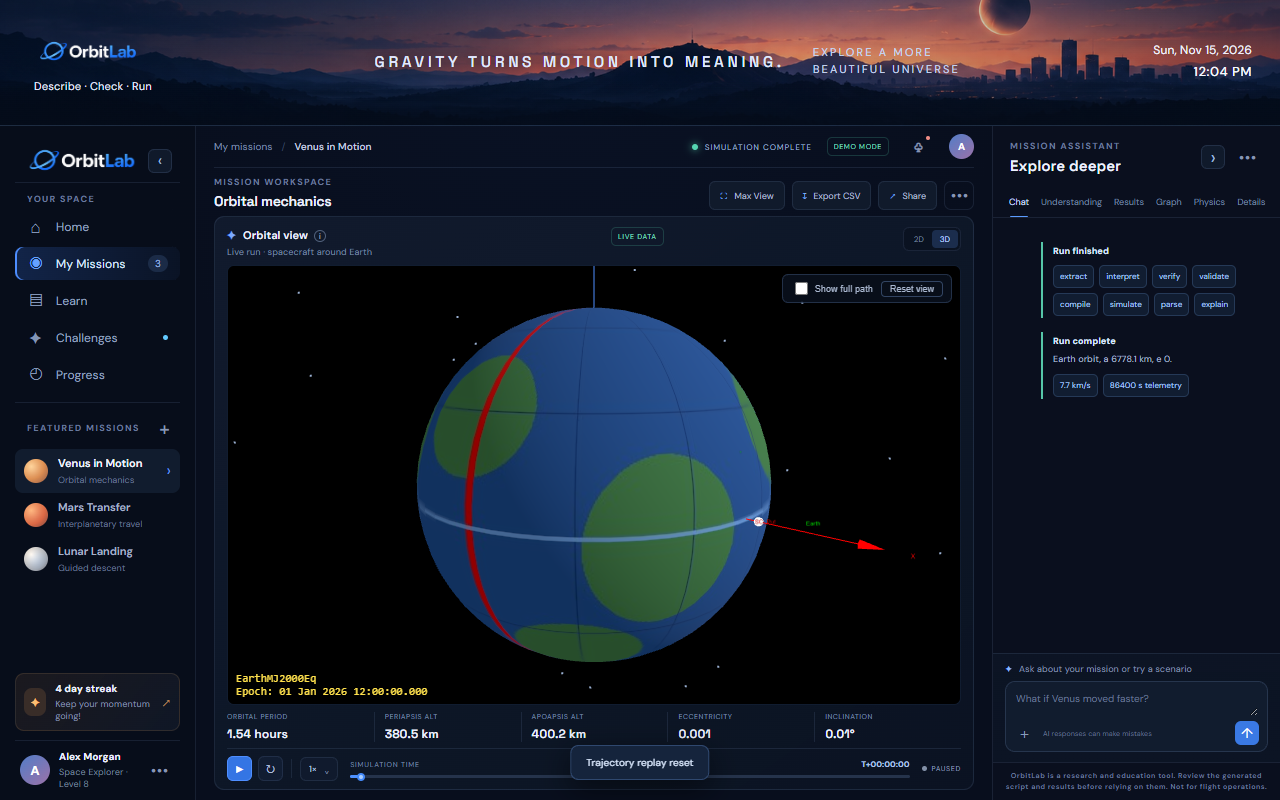 OrbitLab
Describe · Check · Run
GRAVITY TURNS MOTION INTO MEANING.
EXPLORE A MORE
BEAUTIFUL UNIVERSE
Sun, Nov 15, 2026
12:04 PM
OrbitLab
YOUR SPACE
Home
My Missions 3
Learn
Challenges
Progress
FEATURED MISSIONS
Venus in Motion
Orbital mechanics
Mars Transfer
Interplanetary travel
Lunar Landing
Guided descent
4 day streak
Keep your momentum
going!
A
Alex Morgan
Space Explorer ·
Level 8
My missions / Venus in Motion
SIMULATION COMPLETE
DEMO MODE
A
MISSION WORKSPACE
Orbital mechanics
Max View
Export CSV
Share
Orbital view
Live run · spacecraft around Earth
LIVE DATA
2D 3D
Show full path
Reset view
Earth
X
EarthMJ2000Eq
Epoch: 01 Jan 2026 12:00:00.000
ORBITAL PERIOD
1.54 hours
PERIAPSIS ALT
380.5 km
APOAPSIS ALT
400.2 km
ECCENTRICITY
0.001
INCLINATION
0.01°
1×
SIMULATION TIME
T+00:00:00
PAUSED
Trajectory replay reset
MISSION ASSISTANT
Explore deeper
Chat Understanding Results Graph Physics Details
Run finished
extract interpret verify validate
compile simulate parse explain
Run complete
Earth orbit, a 6778.1 km, e 0.
7.7 km/s 86400 s telemetry
Ask about your mission or try a scenario
What if Venus moved faster?
AI responses can make mistakes
OrbitLab is a research and education tool. Review the generated
script and results before relying on them. Not for flight operations.